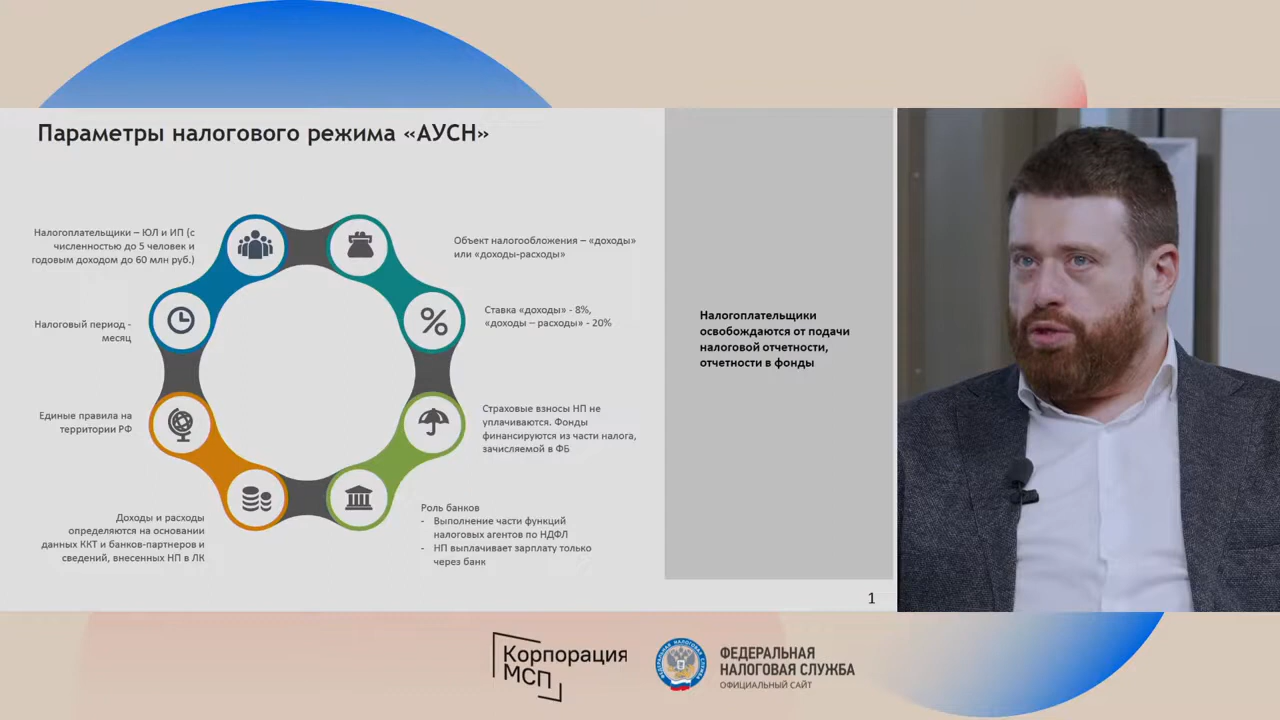 Параметры налогового режима «АУСН»
Налогоплательщики – ЮЛ и ИП (с
численностью до 5 человек и
годовым доходом до 60 млн руб.)
Объект налогообложения – «доходы»
или «доходы-расходы»
Налоговый период -
месяц
Ставка «доходы» - 8%,
«доходы – расходы» - 20%
Единые правила на
территории РФ
Страховые взносы НП не
уплачиваются. Фонды
финансируются из части налога,
зачисляемой в ФБ
Доходы и расходы
определяются на основании
данных ККТ и банков-партнеров и
сведений, внесенных НП в ЛК
Роль банков
- Выполнение части функций
налоговых агентов по НДФЛ
- НП выплачивает зарплату только
через банк
Налогоплательщики
освобождаются от подачи
налоговой отчетности,
отчетности в фонды
1
Корпорация
МСП
ФЕДЕРАЛЬНАЯ
НАЛОГОВАЯ СЛУЖБА
ОФИЦИАЛЬНЫЙ САЙТ